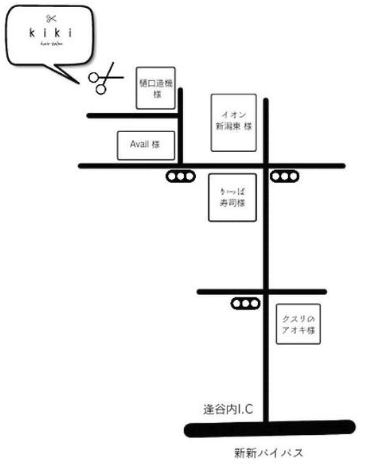 kiki
hair salon
樋口造機
様
イオン
新潟東 様
Avail 様
りっぱ
寿司様
クスリの
アオキ様
逢谷内I.C
新新バイパス